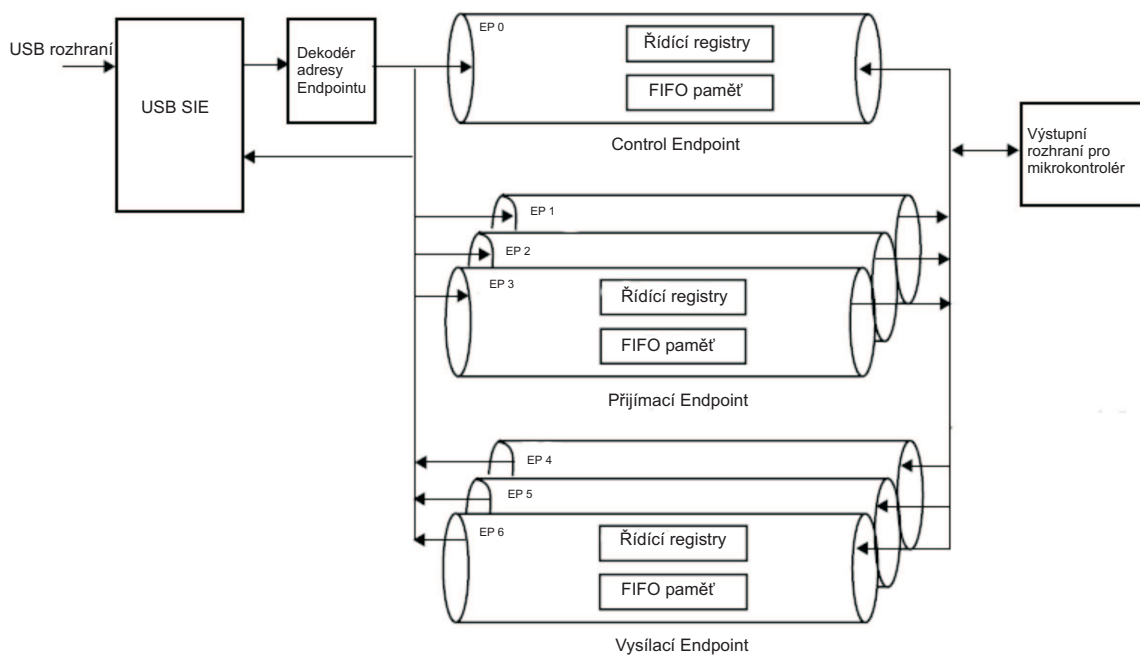 USB rozhraní
USB SIE
Dekodér
adresy
Endpointu
EP 0
Řídící registry
FIFO paměť
Control Endpoint
Výstupní
rozhraní pro
mikrokontrolér
EP 1
EP 2
EP 3
Řídící registry
FIFO paměť
Přijímací Endpoint
EP 4
EP 5
EP 6
Řídící registry
FIFO paměť
Vysílací Endpoint